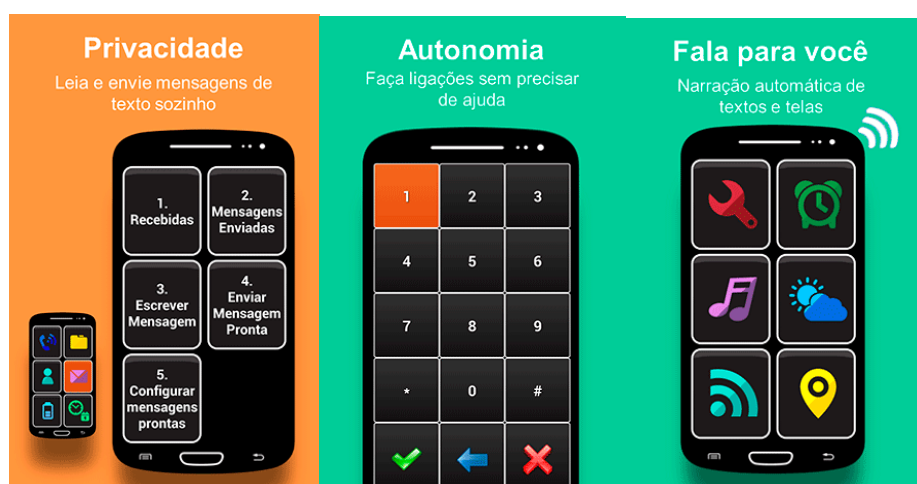 Privacidade
Leia e envie mensagens de
texto sozinho
1.
Recebidas
2.
Mensagens
Enviadas
3.
Escrever
Mensagem
4.
Enviar
Mensagem
Pronta
5.
Configurar
mensagens
prontas
Autonomia
Faça ligações sem precisar
de ajuda
1 2 3
4 5 6
7 8 9
* 0 #
Fala para você
Narração automática de
textos e telas